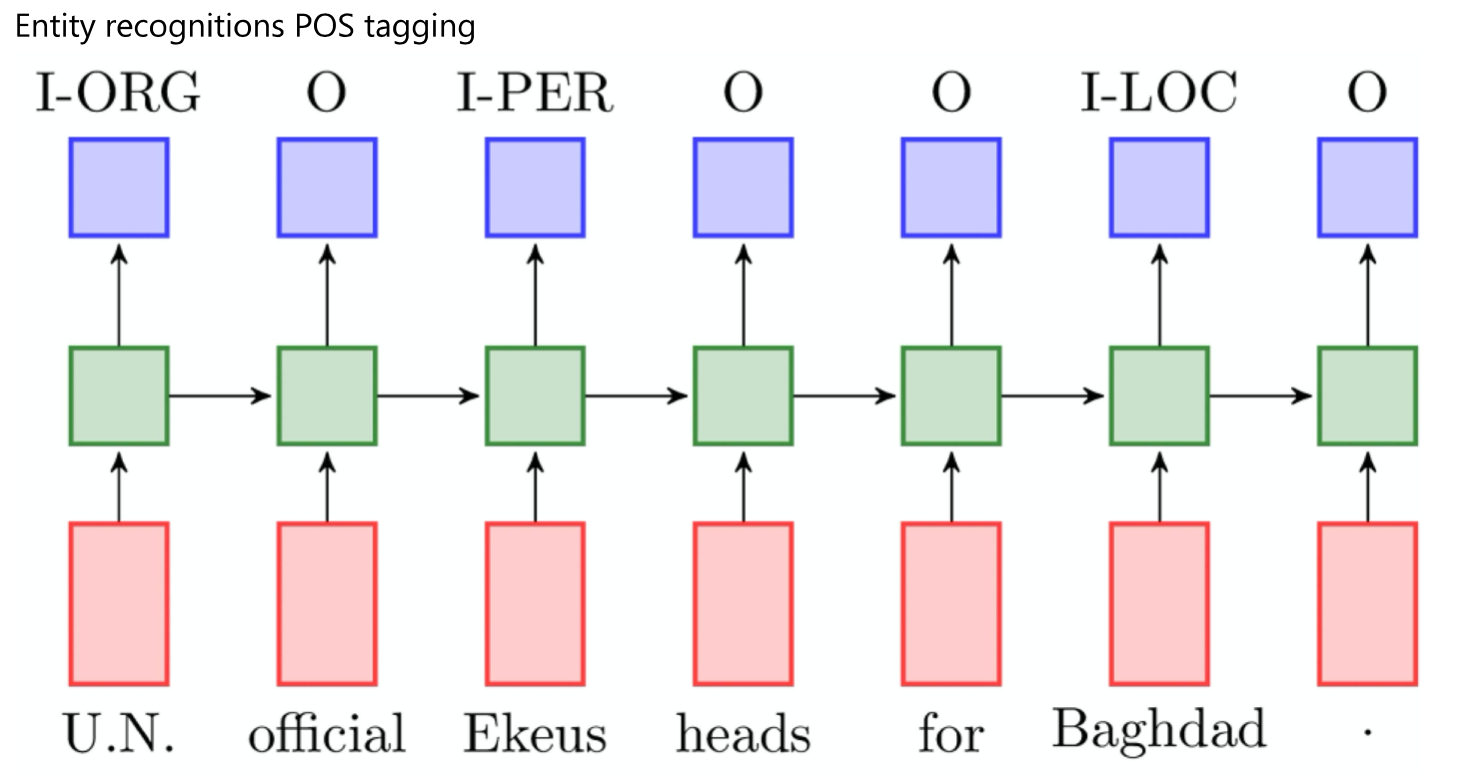 Entity recognitions POS tagging
I-ORG O I-PER O O I-LOC O
U.N. official Ekeus heads for Baghdad .